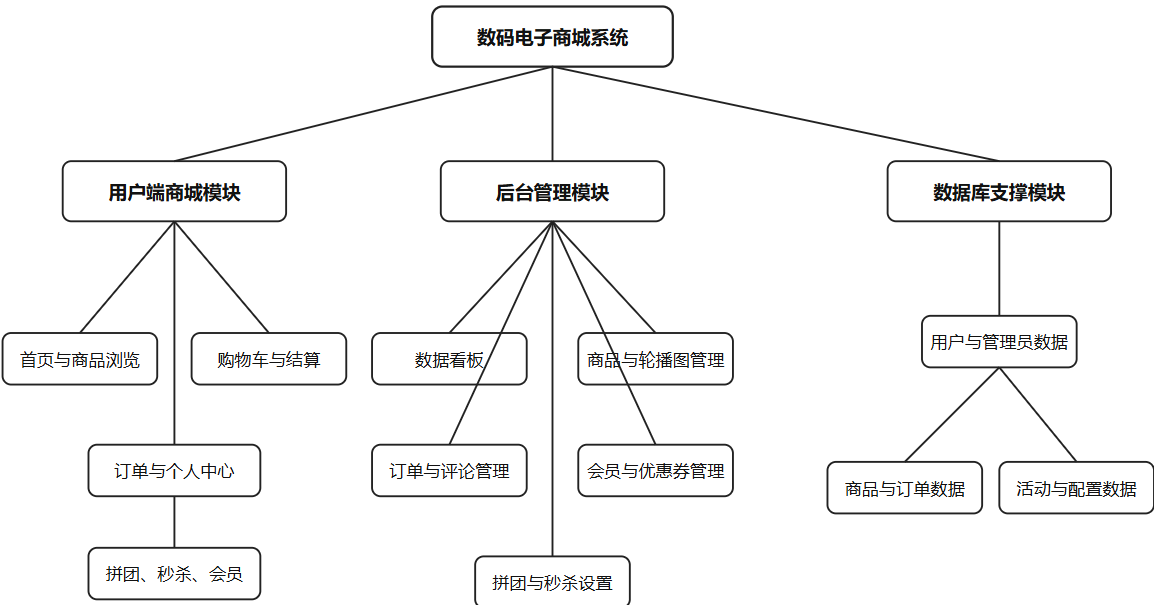 数码电子商城系统
用户端商城模块
后台管理模块
数据库支撑模块
用户与管理员数据
首页与商品浏览
购物车与结算
数据看板
商品与轮播图管理
订单与个人中心
订单与评论管理
会员与优惠券管理
商品与订单数据
活动与配置数据
拼团、秒杀、会员
拼团与秒杀设置